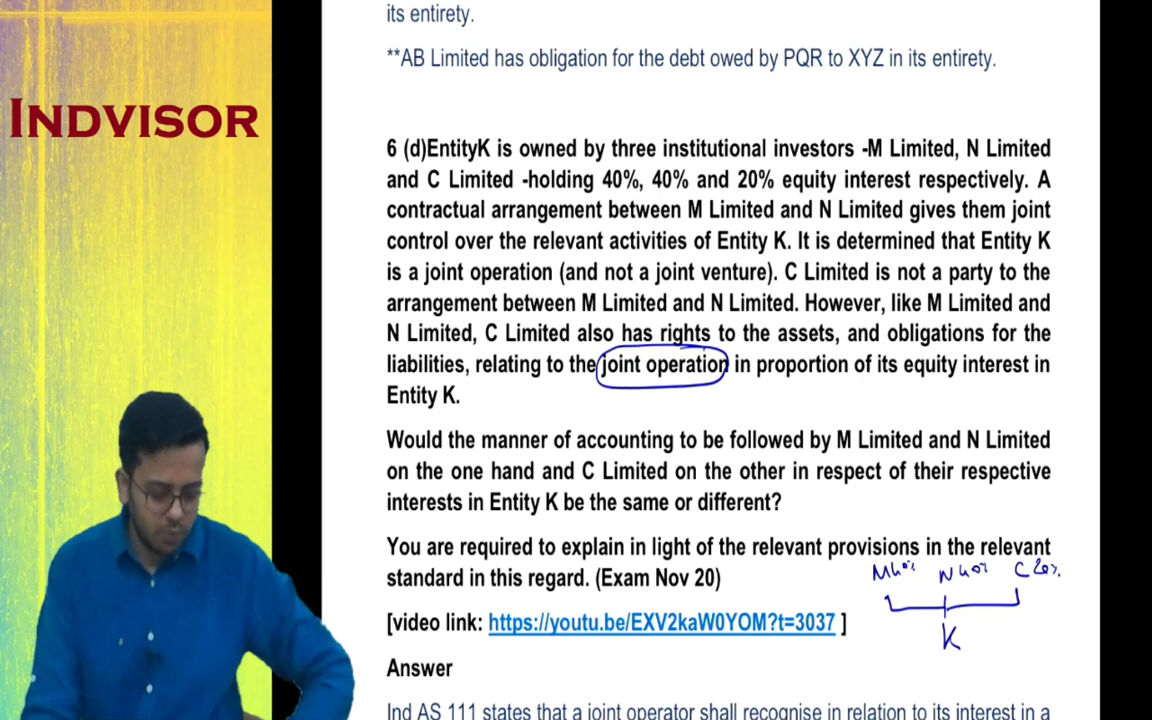 its entirety.
**AB Limited has obligation for the debt owed by PQR to XYZ in its entirety.
INDVISOR
6 (d)EntityK is owned by three institutional investors -M Limited, N Limited
and C Limited -holding 40%, 40% and 20% equity interest respectively. A
contractual arrangement between M Limited and N Limited gives them joint
control over the relevant activities of Entity K. It is determined that Entity K
is a joint operation (and not a joint venture). C Limited is not a party to the
arrangement between M Limited and N Limited. However, like M Limited and
N Limited, C Limited also has rights to the assets, and obligations for the
liabilities, relating to the joint operation in proportion of its equity interest in
Entity K.
Would the manner of accounting to be followed by M Limited and N Limited
on the one hand and C Limited on the other in respect of their respective
interests in Entity K be the same or different?
You are required to explain in light of the relevant provisions in the relevant
standard in this regard. (Exam Nov 20)
M 40% N 40% C 20%
[video link: https://youtu.be/EXV2kaW0YOM?t=3037 ]
K
Answer
Ind AS 111 states that a joint operator shall recognise in relation to its interest in a